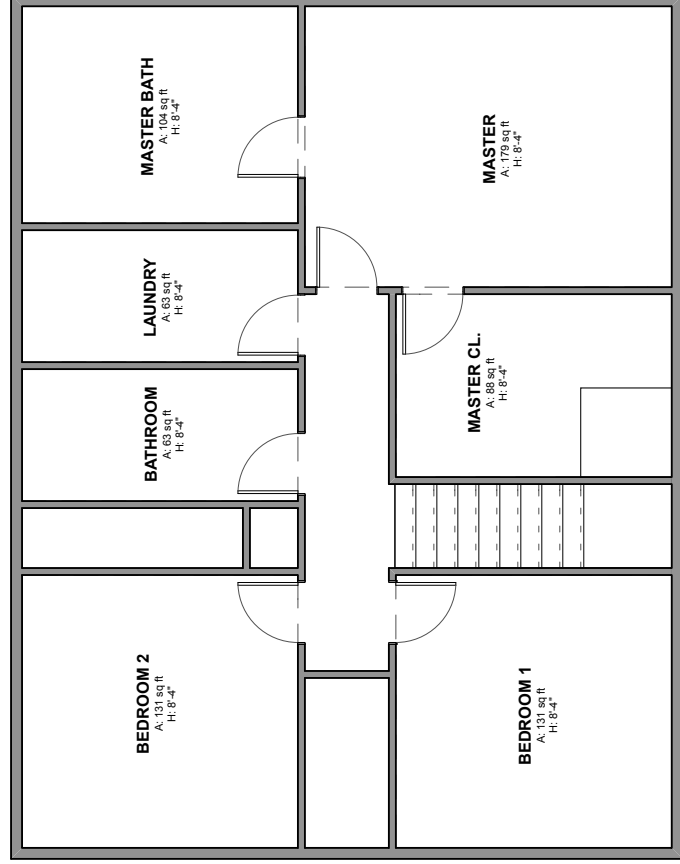 MASTER BATH
A: 104 sq ft
H: 8'-4"
LAUNDRY
A: 63 sq ft
H: 8'-4"
BATHROOM
A: 63 sq ft
H: 8'-4"
BEDROOM 2
A: 131 sq ft
H: 8'-4"
MASTER
A: 179 sq ft
H: 8'-4"
MASTER CL.
A: 88 sq ft
H: 8'-4"
BEDROOM 1
A: 131 sq ft
H: 8'-4"